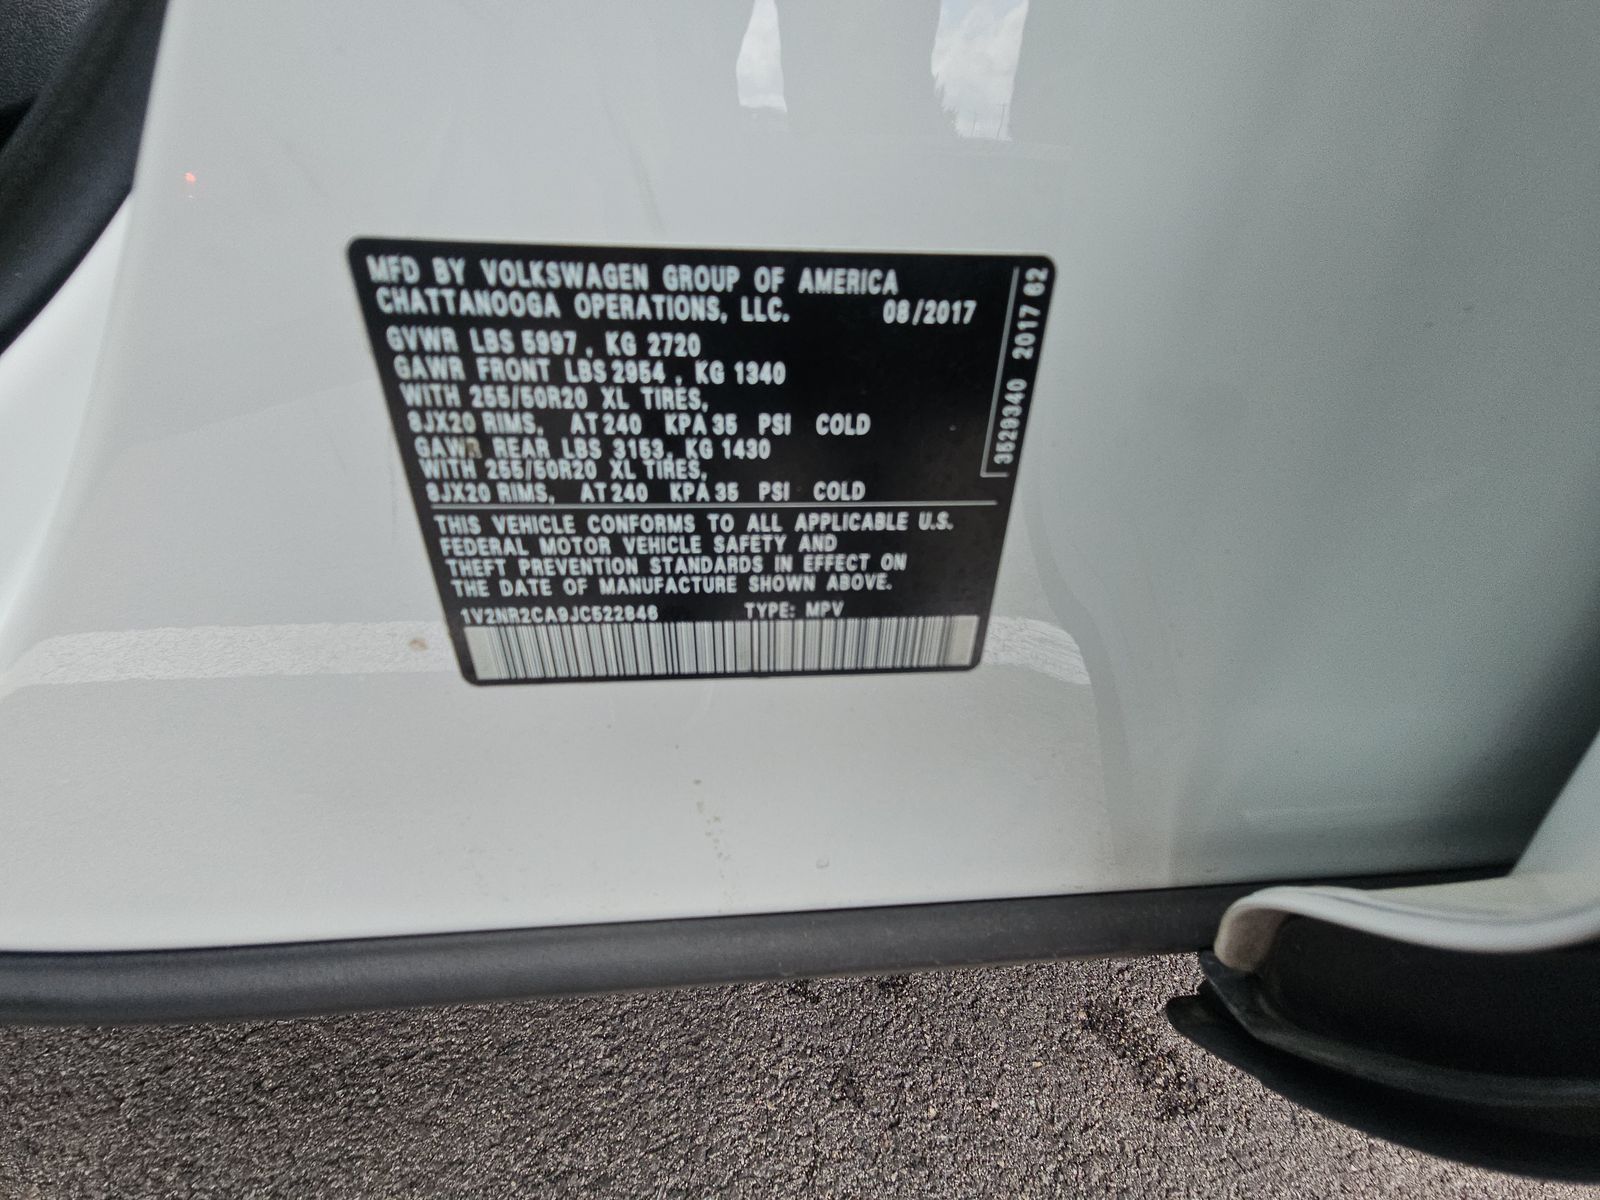 MFD BY VOLKSWAGEN GROUP OF AMERICA
CHATTANOOGA OPERATIONS, LLC. 08/2017
GVWR LBS 5997, KG 2720
GAWR FRONT LBS 2954, KG 1340
WITH 255/50R20 XL TIRES,
8JX20 RIMS, AT 240 KPA 35 PSI COLD
GAWR REAR LBS 3153, KG 1430
WITH 255/50R20 XL TIRES,
8JX20 RIMS, AT 240 KPA 35 PSI COLD
THIS VEHICLE CONFORMS TO ALL APPLICABLE U.S.
FEDERAL MOTOR VEHICLE SAFETY AND
THEFT PREVENTION STANDARDS IN EFFECT ON
THE DATE OF MANUFACTURE SHOWN ABOVE.
1V2NR2CA9JC522846 TYPE: MPV
3529340 2017 62